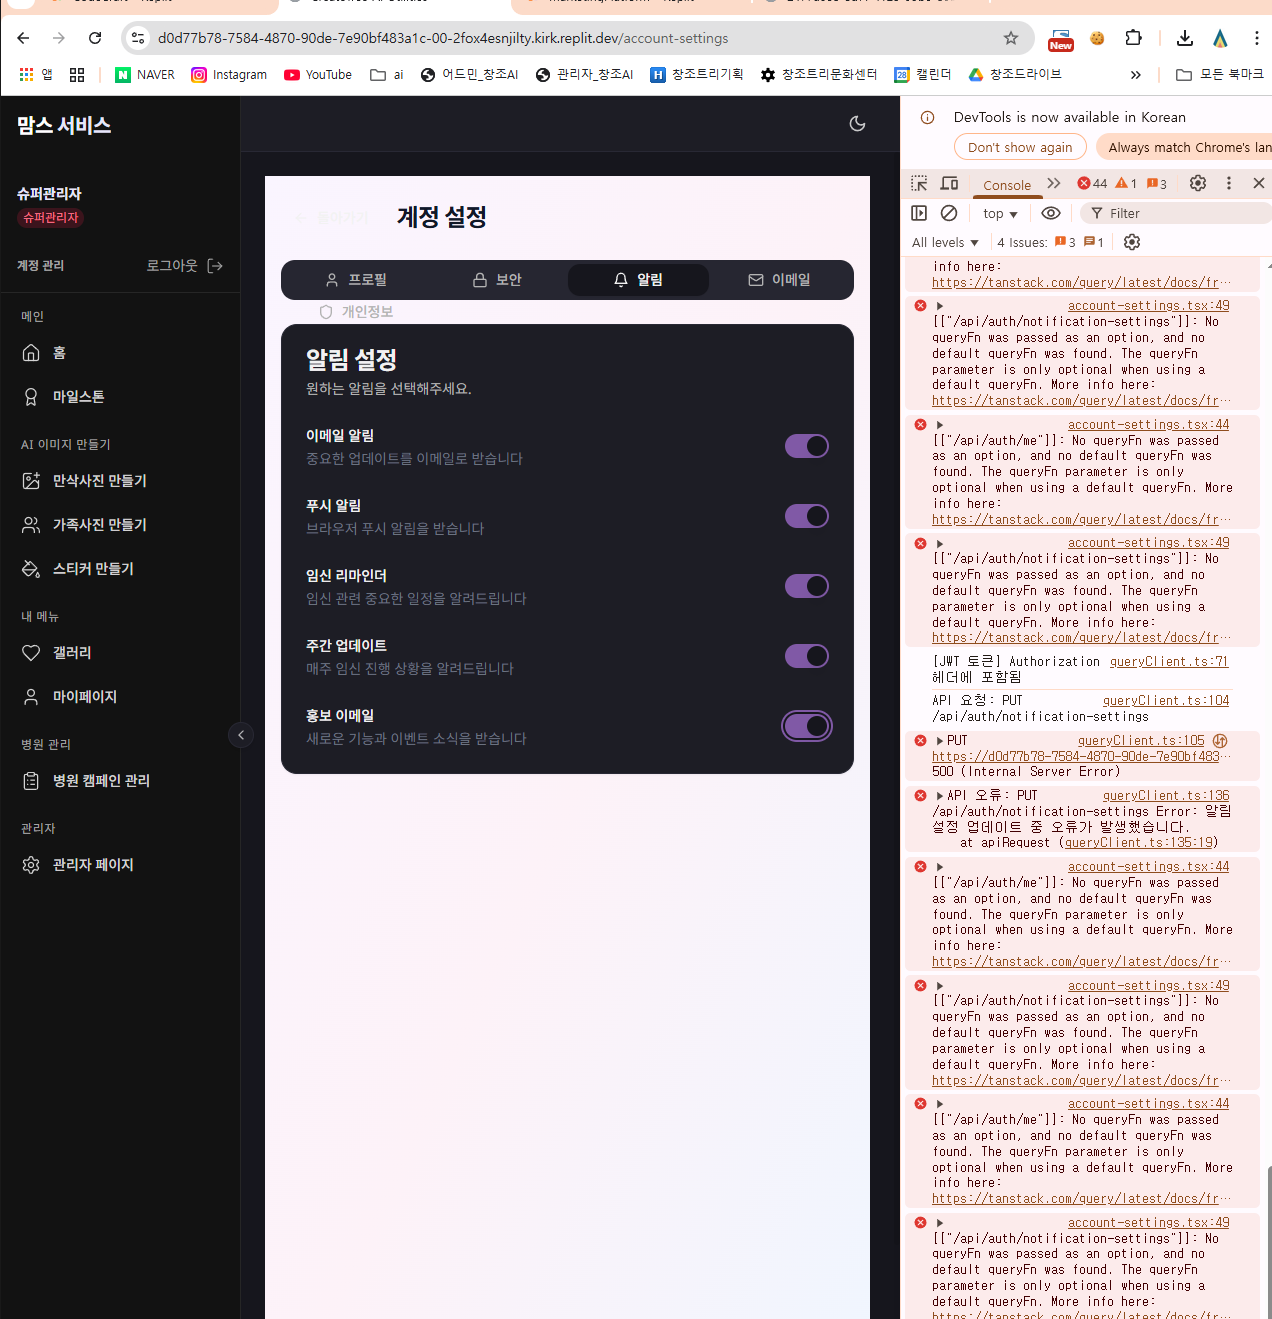 d0d77b78-7584-4870-90de-7e90bf483a1c-00-2fox4esnjilty.kirk.replit.dev/account-settings
New
앱
NAVER
Instagram
YouTube
ai
어드민_창조AI
관리자_창조AI
창조트리기획
창조트리문화센터
28 캘린더
창조드라이브
모든 북마크
맘스 서비스
슈퍼관리자
슈퍼관리자
계정 관리
로그아웃
메인
홈
마일스톤
AI 이미지 만들기
만삭사진 만들기
가족사진 만들기
스티커 만들기
내 메뉴
갤러리
마이페이지
병원 관리
병원 캠페인 관리
관리자
관리자 페이지
돌아가기
계정 설정
프로필
보안
알림
이메일
개인정보
알림 설정
원하는 알림을 선택해주세요.
이메일 알림
중요한 업데이트를 이메일로 받습니다
푸시 알림
브라우저 푸시 알림을 받습니다
임신 리마인더
임신 관련 중요한 일정을 알려드립니다
주간 업데이트
매주 임신 진행 상황을 알려드립니다
홍보 이메일
새로운 기능과 이벤트 소식을 받습니다
DevTools is now available in Korean
Don't show again
Always match Chrome's lan
Console
44
1
3
top
Filter
All levels
4 Issues:
3
1
info here:
https://tanstack.com/query/latest/docs/fr…
account-settings.tsx:49
[["/api/auth/notification-settings"]]: No
queryFn was passed as an option, and no
default queryFn was found. The queryFn
parameter is only optional when using a
default queryFn. More info here:
https://tanstack.com/query/latest/docs/fr…
account-settings.tsx:44
[["/api/auth/me"]]: No queryFn was passed
as an option, and no default queryFn was
found. The queryFn parameter is only
optional when using a default queryFn. More
info here:
https://tanstack.com/query/latest/docs/fr…
account-settings.tsx:49
[["/api/auth/notification-settings"]]: No
queryFn was passed as an option, and no
default queryFn was found. The queryFn
parameter is only optional when using a
default queryFn. More info here:
https://tanstack.com/query/latest/docs/fr…
[JWT 토큰] Authorization queryClient.ts:71
헤더에 포함됨
API 요청: PUT queryClient.ts:104
/api/auth/notification-settings
PUT queryClient.ts:105
https://d0d77b78-7584-4870-90de-7e90bf483…
500 (Internal Server Error)
API 오류: PUT queryClient.ts:136
/api/auth/notification-settings Error: 알림
설정 업데이트 중 오류가 발생했습니다.
at apiRequest (queryClient.ts:135:19)
account-settings.tsx:44
[["/api/auth/me"]]: No queryFn was passed
as an option, and no default queryFn was
found. The queryFn parameter is only
optional when using a default queryFn. More
info here:
https://tanstack.com/query/latest/docs/fr…
account-settings.tsx:49
[["/api/auth/notification-settings"]]: No
queryFn was passed as an option, and no
default queryFn was found. The queryFn
parameter is only optional when using a
default queryFn. More info here:
https://tanstack.com/query/latest/docs/fr…
account-settings.tsx:44
[["/api/auth/me"]]: No queryFn was passed
as an option, and no default queryFn was
found. The queryFn parameter is only
optional when using a default queryFn. More
info here:
https://tanstack.com/query/latest/docs/fr…
account-settings.tsx:49
[["/api/auth/notification-settings"]]: No
queryFn was passed as an option, and no
default queryFn was found. The queryFn
parameter is only optional when using a
default queryFn. More info here:
https://tanstack.com/query/latest/docs/fr…